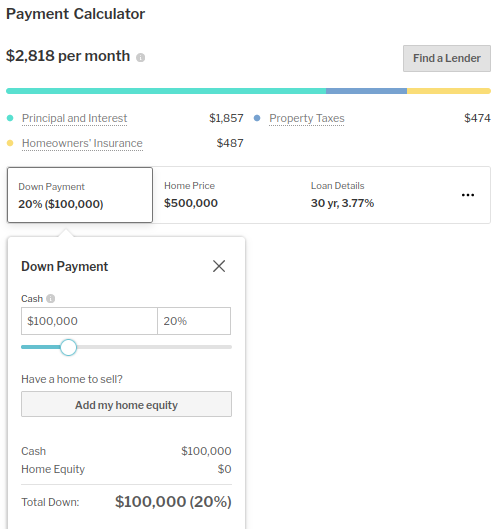 Payment Calculator
$2,818 per month
Find a Lender
Principal and Interest $1,857 Property Taxes $474
Homeowners' Insurance $487
Down Payment Home Price Loan Details
20% ($100,000) $500,000 30 yr, 3.77% ...
Down Payment
Cash
$100,000 20%
Have a home to sell?
Add my home equity
Cash $100,000
Home Equity $0
Total Down: $100,000 (20%)